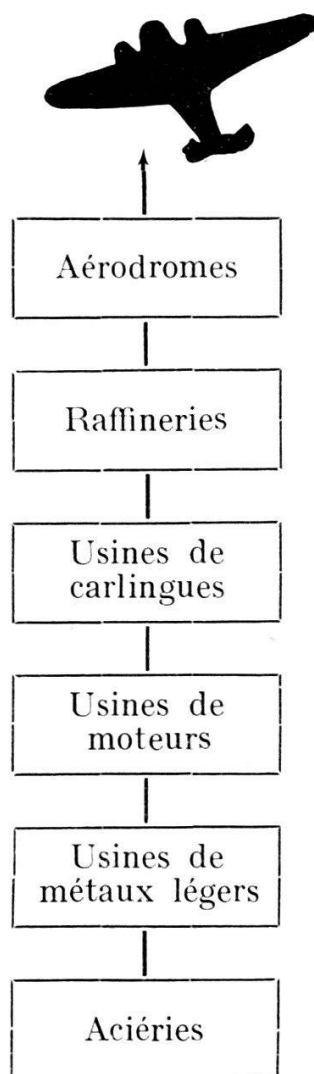 Aérodromes
Raffineries
Usines de
carlingues
Usines de
moteurs
Usines de
métaux légers
Aciéries